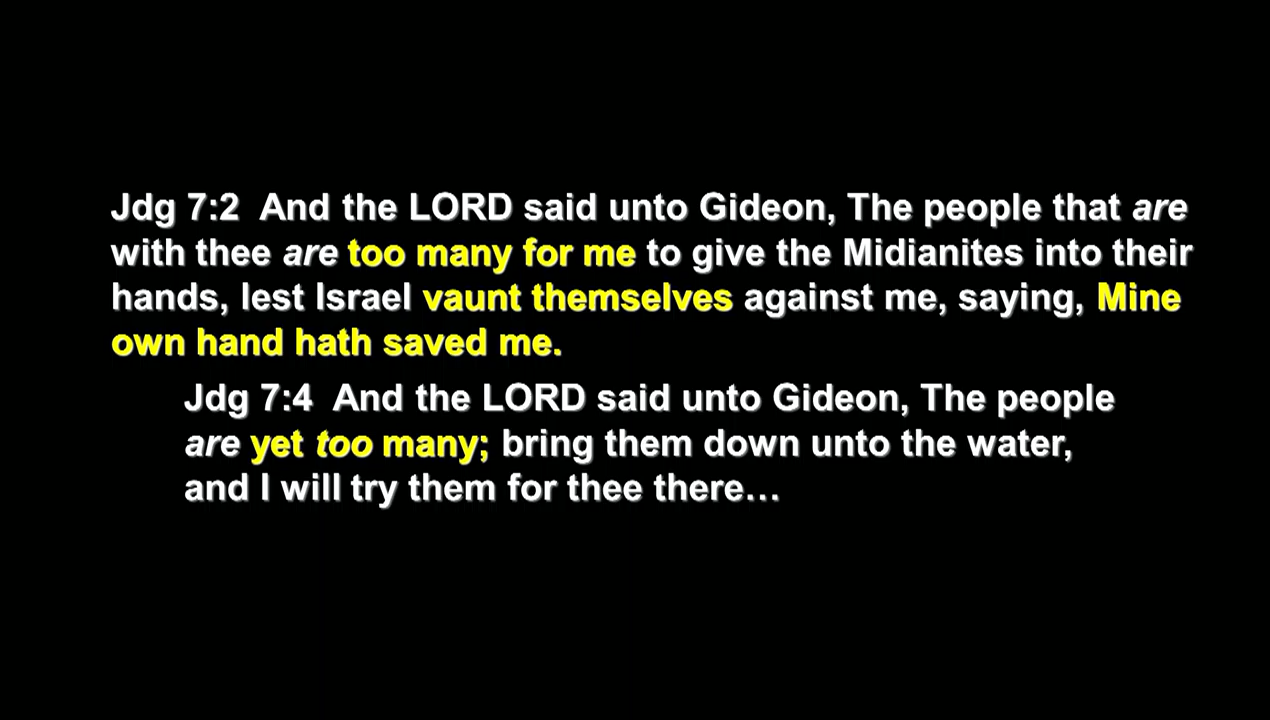 Jdg 7:2  And the LORD said unto Gideon, The people that are
with thee are too many for me to give the Midianites into their
hands, lest Israel vaunt themselves against me, saying, Mine
own hand hath saved me.
Jdg 7:4  And the LORD said unto Gideon, The people
are yet too many; bring them down unto the water,
and I will try them for thee there…